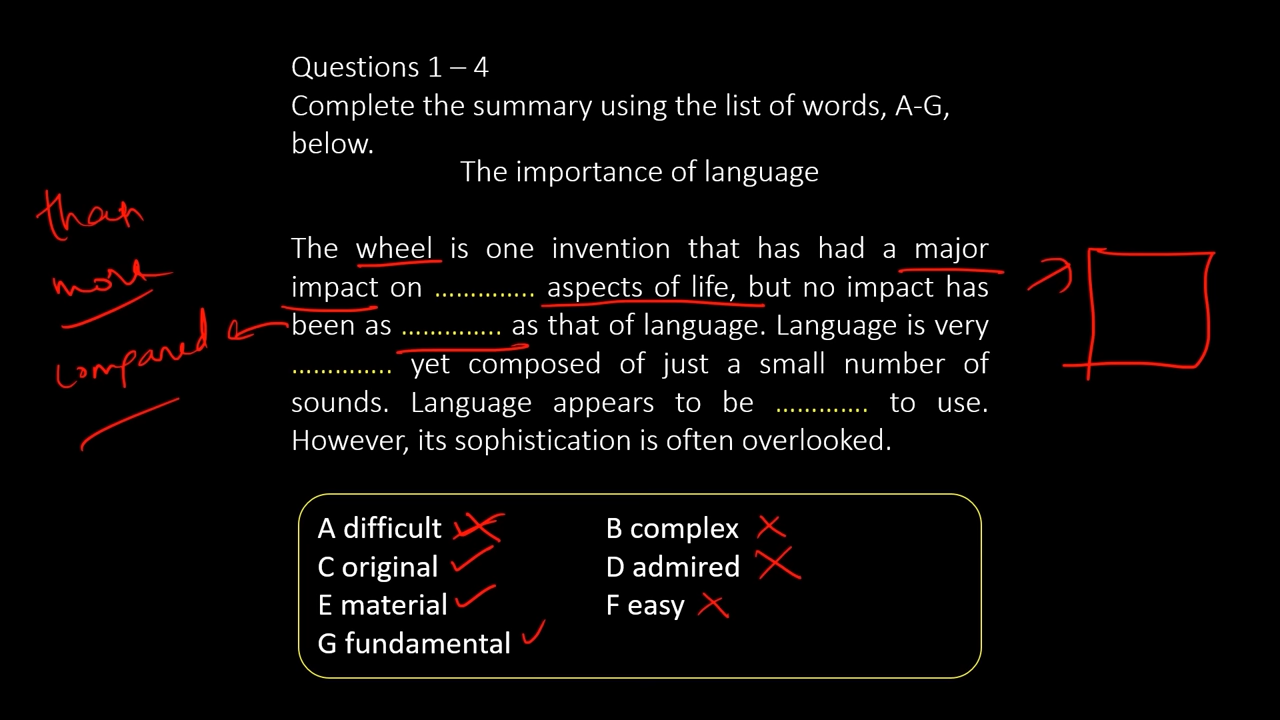 Questions 1 – 4
Complete the summary using the list of words, A-G,
below.
The importance of language
The wheel is one invention that has had a major
impact on .............. aspects of life, but no impact has
been as .............. as that of language. Language is very
.............. yet composed of just a small number of
sounds. Language appears to be ............. to use.
However, its sophistication is often overlooked.
than
more
compared
A difficult
B complex
C original
D admired
E material
F easy
G fundamental